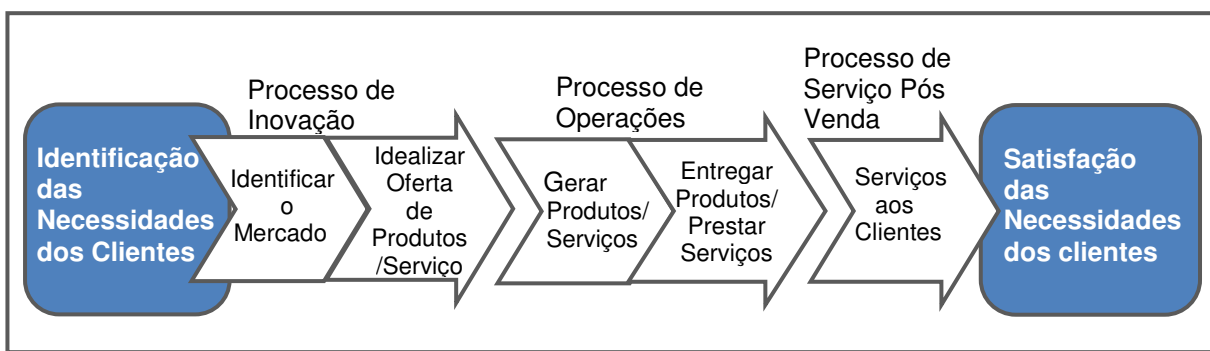 Identificação
das
Necessidades
dos Clientes
Processo de
Inovação
Identificar
o
Mercado
Idealizar
Oferta
de
Produtos
/Serviço
Processo de
Operações
Gerar
Produtos/
Serviços
Entregar
Produtos/
Prestar
Serviços
Processo de
Serviço Pós
Venda
Serviços
aos
Clientes
Satisfação
das
Necessidades
dos clientes